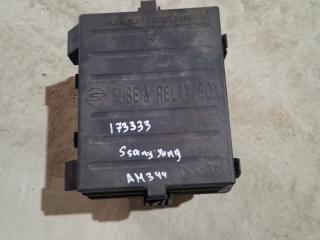 FUSE & RELAY BOX
173333
Ssang yong
AM344